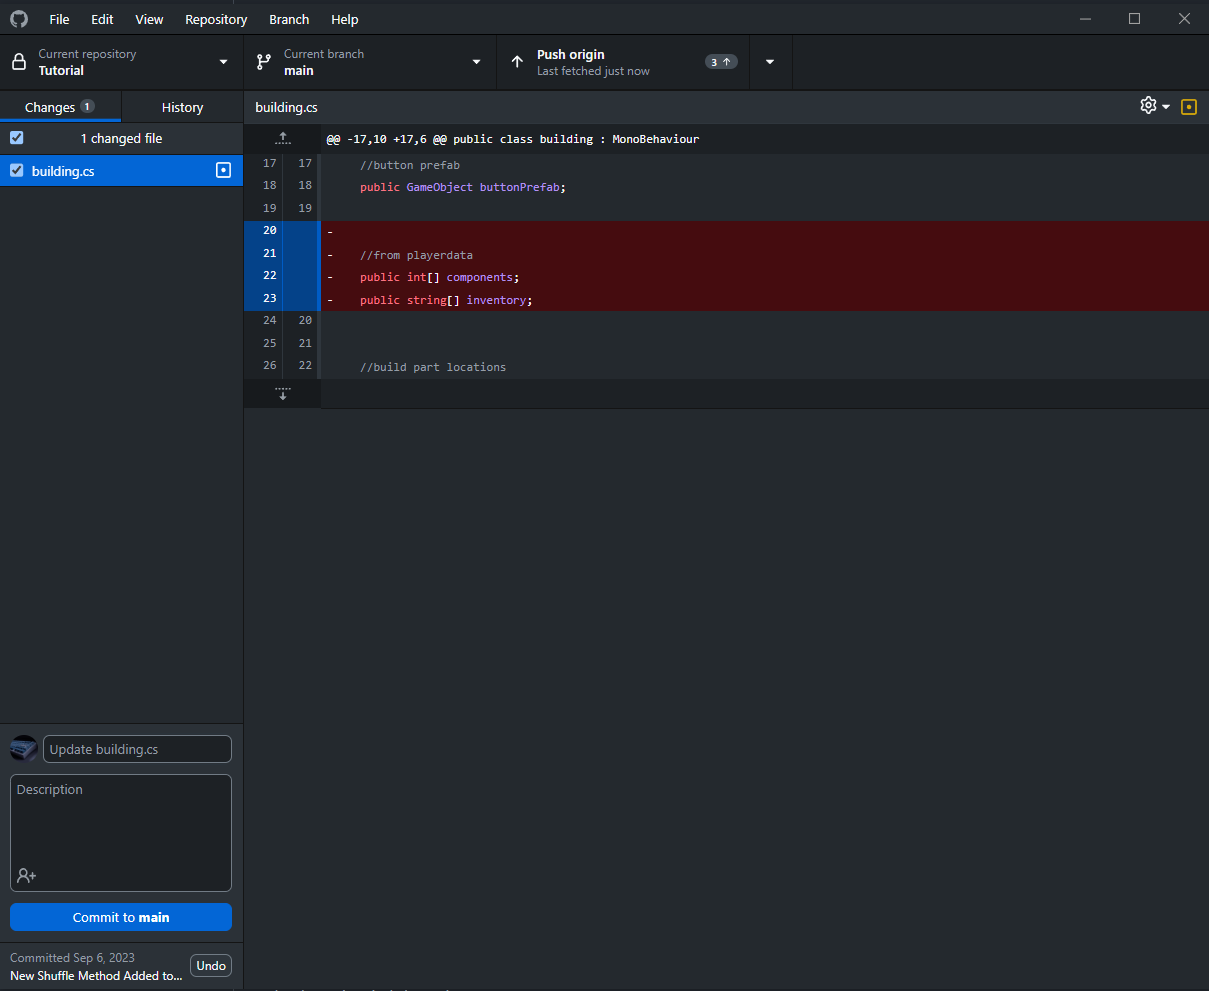 File Edit View Repository Branch Help
Current repository
Tutorial
Current branch
main
Push origin
Last fetched just now
3
Changes 1
History
building.cs
1 changed file
building.cs
@@ -17,10 +17,6 @@ public class building : MonoBehaviour
17 17 //button prefab
18 18 public GameObject buttonPrefab;
19 19
20 -
21 - //from playerdata
22 - public int[] components;
23 - public string[] inventory;
24 20
25 21
26 22 //build part locations
Update building.cs
Description
Commit to main
Committed Sep 6, 2023
New Shuffle Method Added to...
Undo